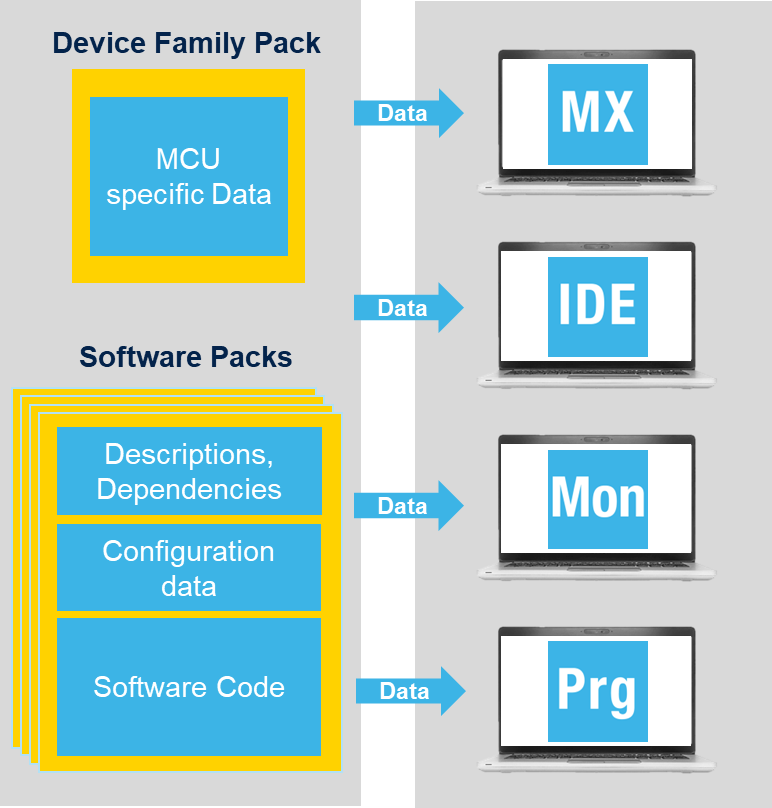 Device Family Pack
MCU
specific Data
Software Packs
Descriptions,
Dependencies
Configuration
data
Software Code
Data
MX
Data
IDE
Data
Mon
Data
Prg